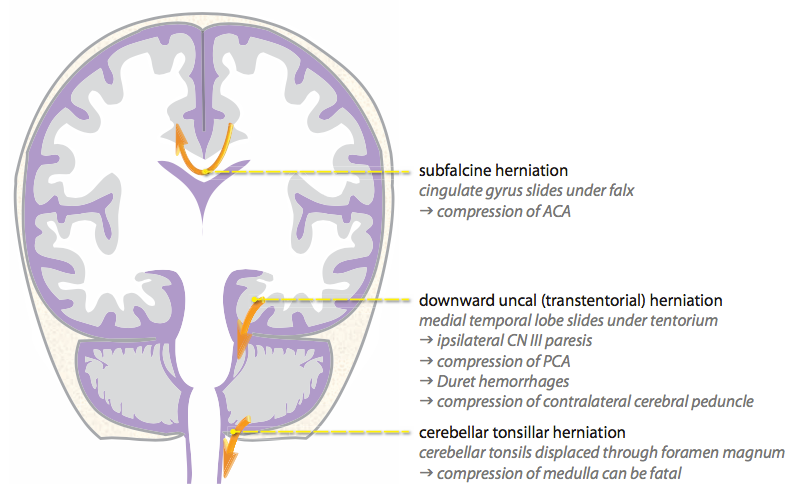 subfalcine herniation
cingulate gyrus slides under falx
→ compression of ACA
downward uncal (transtentorial) herniation
medial temporal lobe slides under tentorium
→ ipsilateral CN III paresis
→ compression of PCA
→ Duret hemorrhages
→ compression of contralateral cerebral peduncle
cerebellar tonsillar herniation
cerebellar tonsils displaced through foramen magnum
→ compression of medulla can be fatal